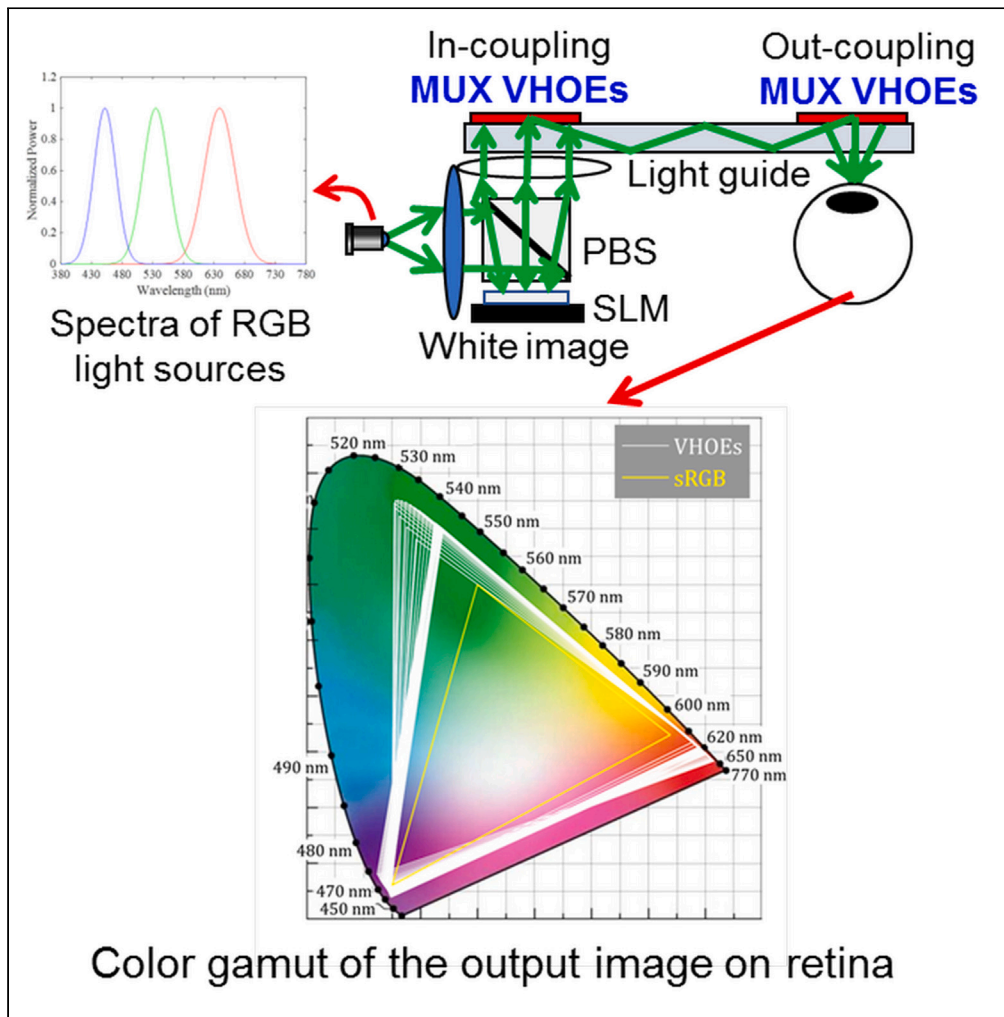 In-coupling
MUX VHOEs
Out-coupling
MUX VHOEs
Normalized Power
1.2
1
0.8
0.6
0.4
0.2
0
380 430 480 530 580 630 680 730 780
Wavelength (nm)
Spectra of RGB
light sources
Light guide
PBS
SLM
White image
VHOEs
sRGB
520 nm
530 nm
540 nm
550 nm
560 nm
570 nm
580 nm
590 nm
600 nm
620 nm
650 nm
770 nm
490 nm
480 nm
470 nm
450 nm
Color gamut of the output image on retina